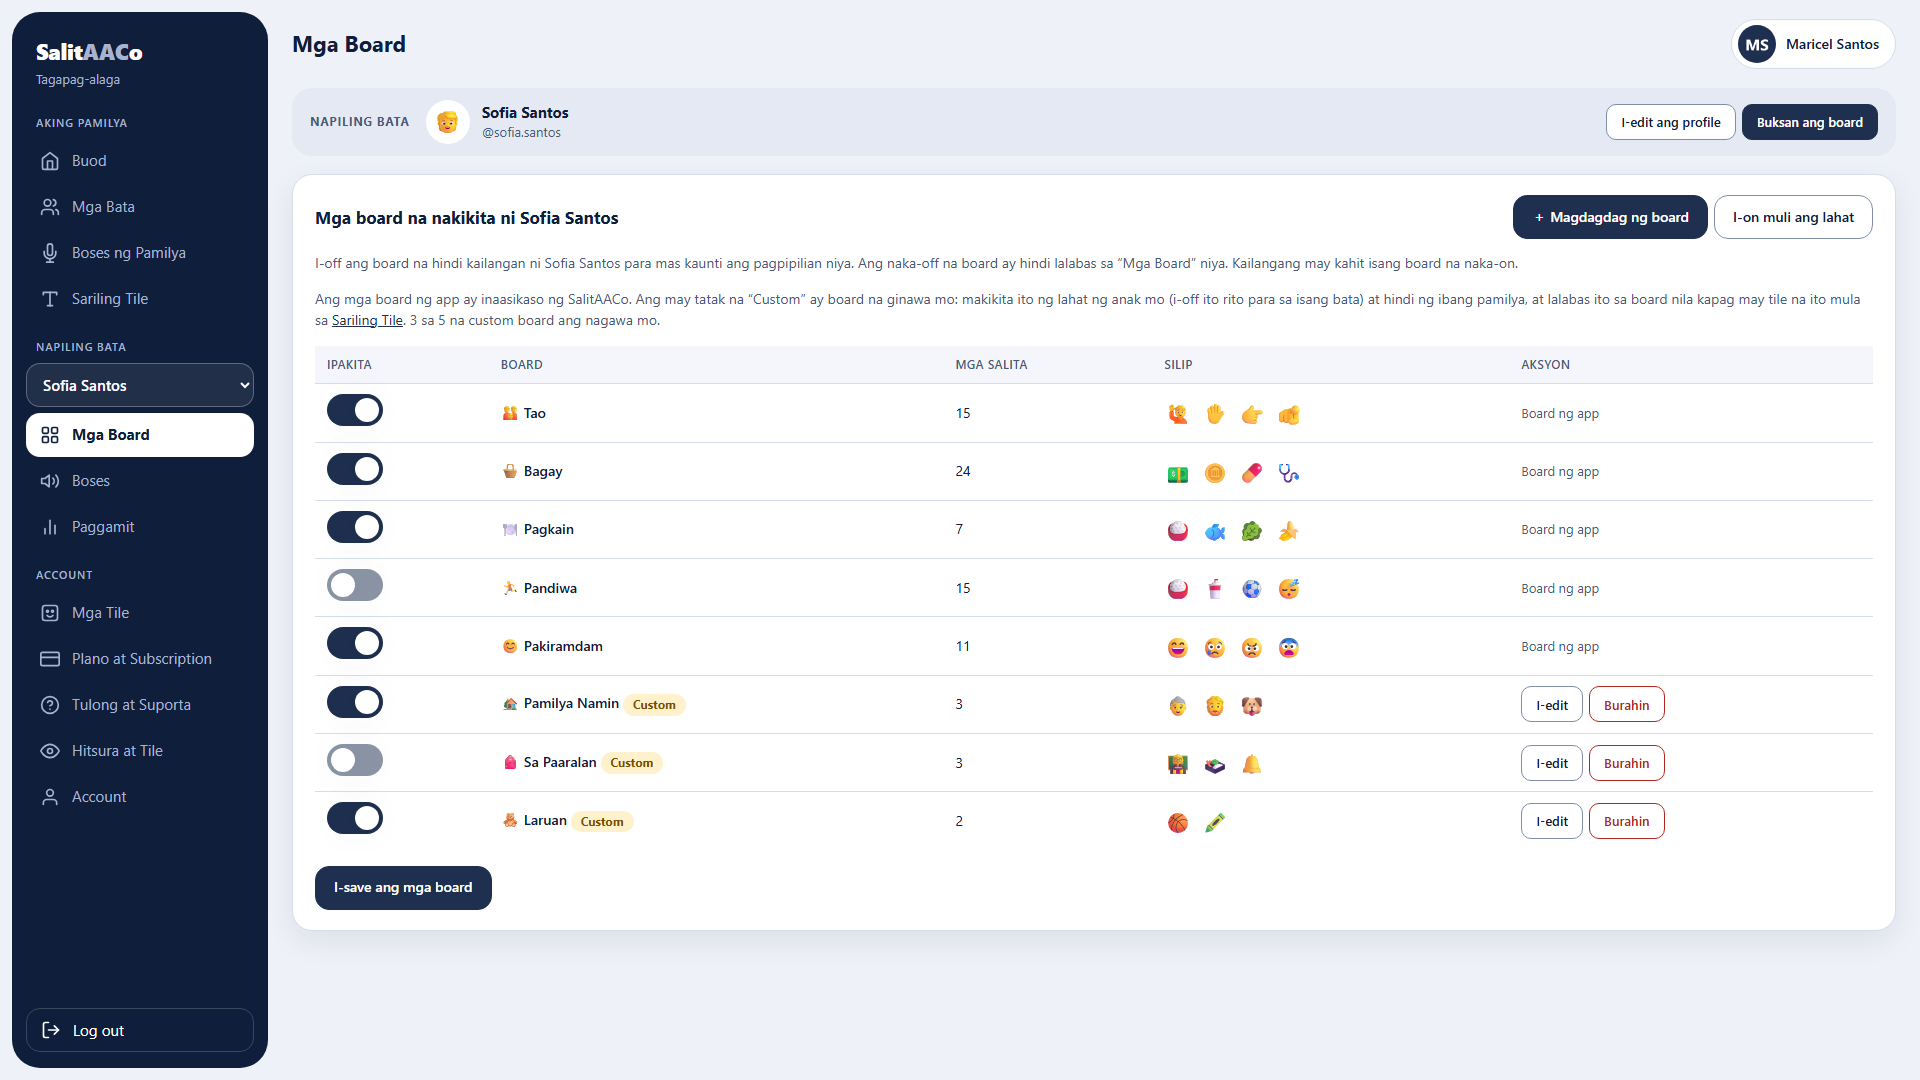 SalitAACo
Tagapag-alaga
AKING PAMILYA
Buod
Mga Bata
Boses ng Pamilya
Sariling Tile
NAPILING BATA
Sofia Santos
Mga Board
Boses
Paggamit
ACCOUNT
Mga Tile
Plano at Subscription
Tulong at Suporta
Hitsura at Tile
Account
Log out
Mga Board
MS Maricel Santos
NAPILING BATA
Sofia Santos
@sofia.santos
I-edit ang profile
Buksan ang board
Mga board na nakikita ni Sofia Santos
+ Magdagdag ng board
I-on muli ang lahat
I-off ang board na hindi kailangan ni Sofia Santos para mas kaunti ang pagpipilian niya. Ang naka-off na board ay hindi lalabas sa “Mga Board” niya. Kailangang may kahit isang board na naka-on.
Ang mga board ng app ay inaasikaso ng SalitAACo. Ang may tatak na “Custom” ay board na ginawa mo: makikita ito ng lahat ng anak mo (i-off ito rito para sa isang bata) at hindi ng ibang pamilya, at lalabas ito sa board nila kapag may tile na ito mula
sa Sariling Tile. 3 sa 5 na custom board ang nagawa mo.
IPAKITA BOARD MGA SALITA SILIP AKSYON
Tao 15 Board ng app
Bagay 24 Board ng app
Pagkain 7 Board ng app
Pandiwa 15 Board ng app
Pakiramdam 11 Board ng app
Pamilya Namin Custom 3 I-edit Burahin
Sa Paaralan Custom 3 I-edit Burahin
Laruan Custom 2 I-edit Burahin
I-save ang mga board